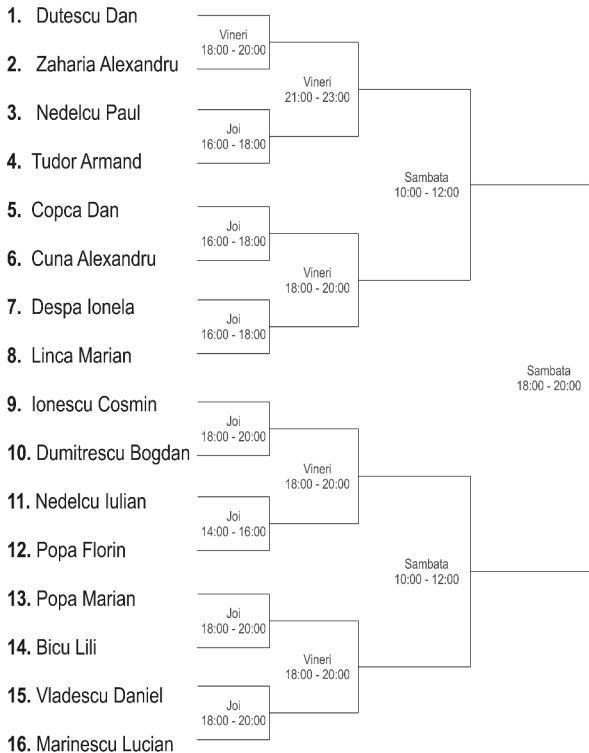 1. Dutescu Dan
2. Zaharia Alexandru
3. Nedelcu Paul
4. Tudor Armand
5. Copca Dan
6. Cuna Alexandru
7. Despa Ionela
8. Linca Marian
9. Ionescu Cosmin
10. Dumitrescu Bogdan
11. Nedelcu Iulian
12. Popa Florin
13. Popa Marian
14. Bicu Lili
15. Vladescu Daniel
16. Marinescu Lucian
Vineri
18:00 - 20:00
Joi
16:00 - 18:00
Joi
16:00 - 18:00
Joi
16:00 - 18:00
Joi
18:00 - 20:00
Joi
14:00 - 16:00
Joi
18:00 - 20:00
Joi
18:00 - 20:00
Vineri
21:00 - 23:00
Vineri
18:00 - 20:00
Vineri
18:00 - 20:00
Vineri
18:00 - 20:00
Sambata
10:00 - 12:00
Sambata
10:00 - 12:00
Sambata
18:00 - 20:00